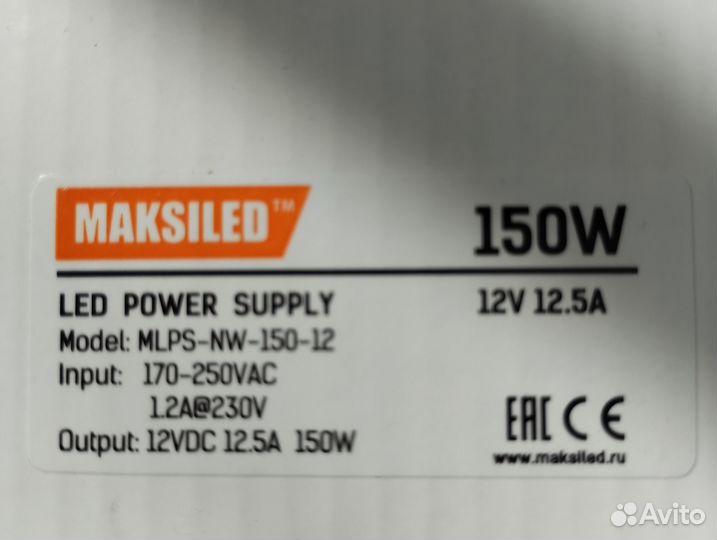 MAKSILED™
150W
LED POWER SUPPLY
12V 12.5A
Model: MLPS-NW-150-12
Input: 170-250VAC
1.2A@230V
Output: 12VDC 12.5A 150W
EAC CE
www.maksiled.ru
Avito